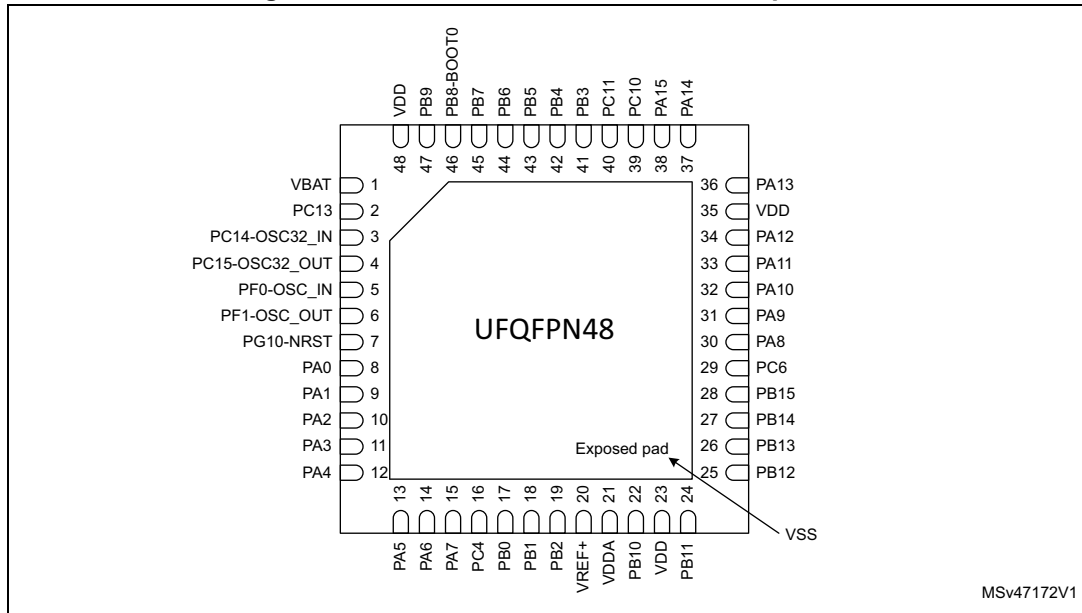 VDD
PB9
PB8-BOOT0
PB7
PB6
PB5
PB4
PB3
PC11
PC10
PA15
PA14
48
47
46
45
44
43
42
41
40
39
38
37
VBAT 1
PC13 2
PC14-OSC32_IN 3
PC15-OSC32_OUT 4
PF0-OSC_IN 5
PF1-OSC_OUT 6
PG10-NRST 7
PA0 8
PA1 9
PA2 10
PA3 11
PA4 12
UFQFPN48
Exposed pad
36 PA13
35 VDD
34 PA12
33 PA11
32 PA10
31 PA9
30 PA8
29 PC6
28 PB15
27 PB14
26 PB13
25 PB12
13
14
15
16
17
18
19
20
21
22
23
24
PA5
PA6
PA7
PC4
PB0
PB1
PB2
VREF+
VDDA
PB10
VDD
PB11
VSS
MSv47172V1